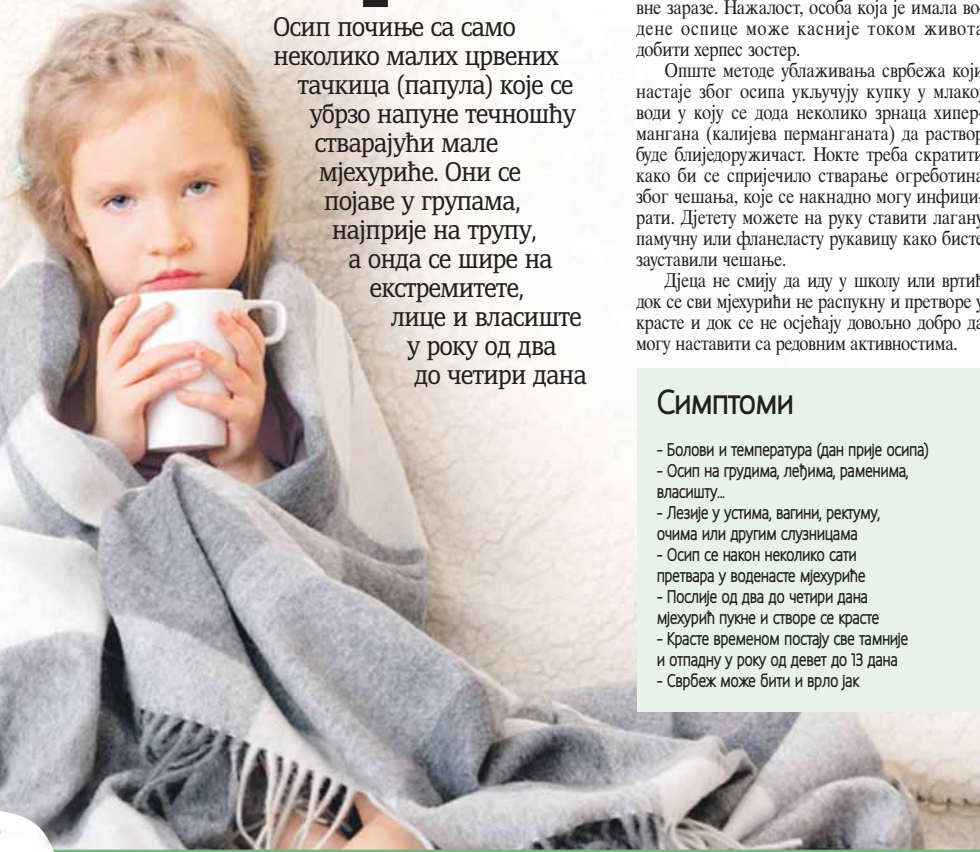 Осип почиње са само
неколико малих црвених
тачкица (папула) које се
убрзо напуне течношћу
стварајући мале
мјехуриће. Они се
појаве у групама,
најприје на трупу,
а онда се шире на
екстремитете,
лице и власиште
у року од два
до четири дана
вне заразе. Нажалост, особа која је имала во-
дене оспице може касније током живота
добити херпес зостер.
Опште методе ублаживања сврбежа који
настаје због осипа укључују купку у млакој
води у коју се дода неколико зрнаца хипер-
мангана (калијева перманганата) да раствор
буде блиједоружичаст. Нокте треба скратити
како би се спријечило стварање огреботина
због чешања, које се накнадно могу инфици-
рати. Дјетету можете на руку ставити лагану
памучну или фланеласту рукавицу како бисте
зауставили чешање.
Дјеца не смију да иду у школу или вртић
док се сви мјехурићи не распукну и претворе у
красте и док се не осјећају довољно добро да
могу наставити са редовним активностима.
Симптоми
- Болови и температура (дан прије осипа)
- Осип на грудима, леђима, раменима,
власишту...
- Лезије у устима, вагини, ректуму,
очима или другим слузницама
- Осип се након неколико сати
претвара у воденасте мјехуриће
- Послије од два до четири дана
мјехурић пукне и створе се красте
- Красте временом постају све тамније
и отпадну у року од девет до 13 дана
- Сврбеж може бити и врло јак